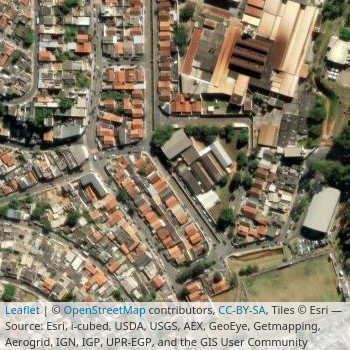 Leaflet | © OpenStreetMap contributors, CC-BY-SA, Tiles © Esri —
Source: Esri, i-cubed, USDA, USGS, AEX, GeoEye, Getmapping,
Aerogrid, IGN, IGP, UPR-EGP, and the GIS User Community